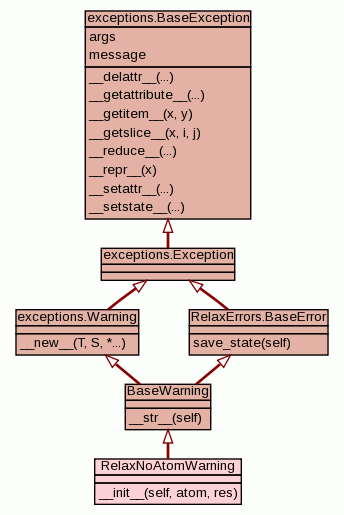 exceptions.BaseException
args
message
__delattr__(...)
__getattribute__(...)
__getitem__(x, y)
__getslice__(x, i, j)
__reduce__(...)
__repr__(x)
__setattr__(...)
__setstate__(...)
exceptions.Exception
exceptions.Warning
__new__(T, S, *...)
RelaxErrors.BaseError
save_state(self)
BaseWarning
__str__(self)
RelaxNoAtomWarning
__init__(self, atom, res)